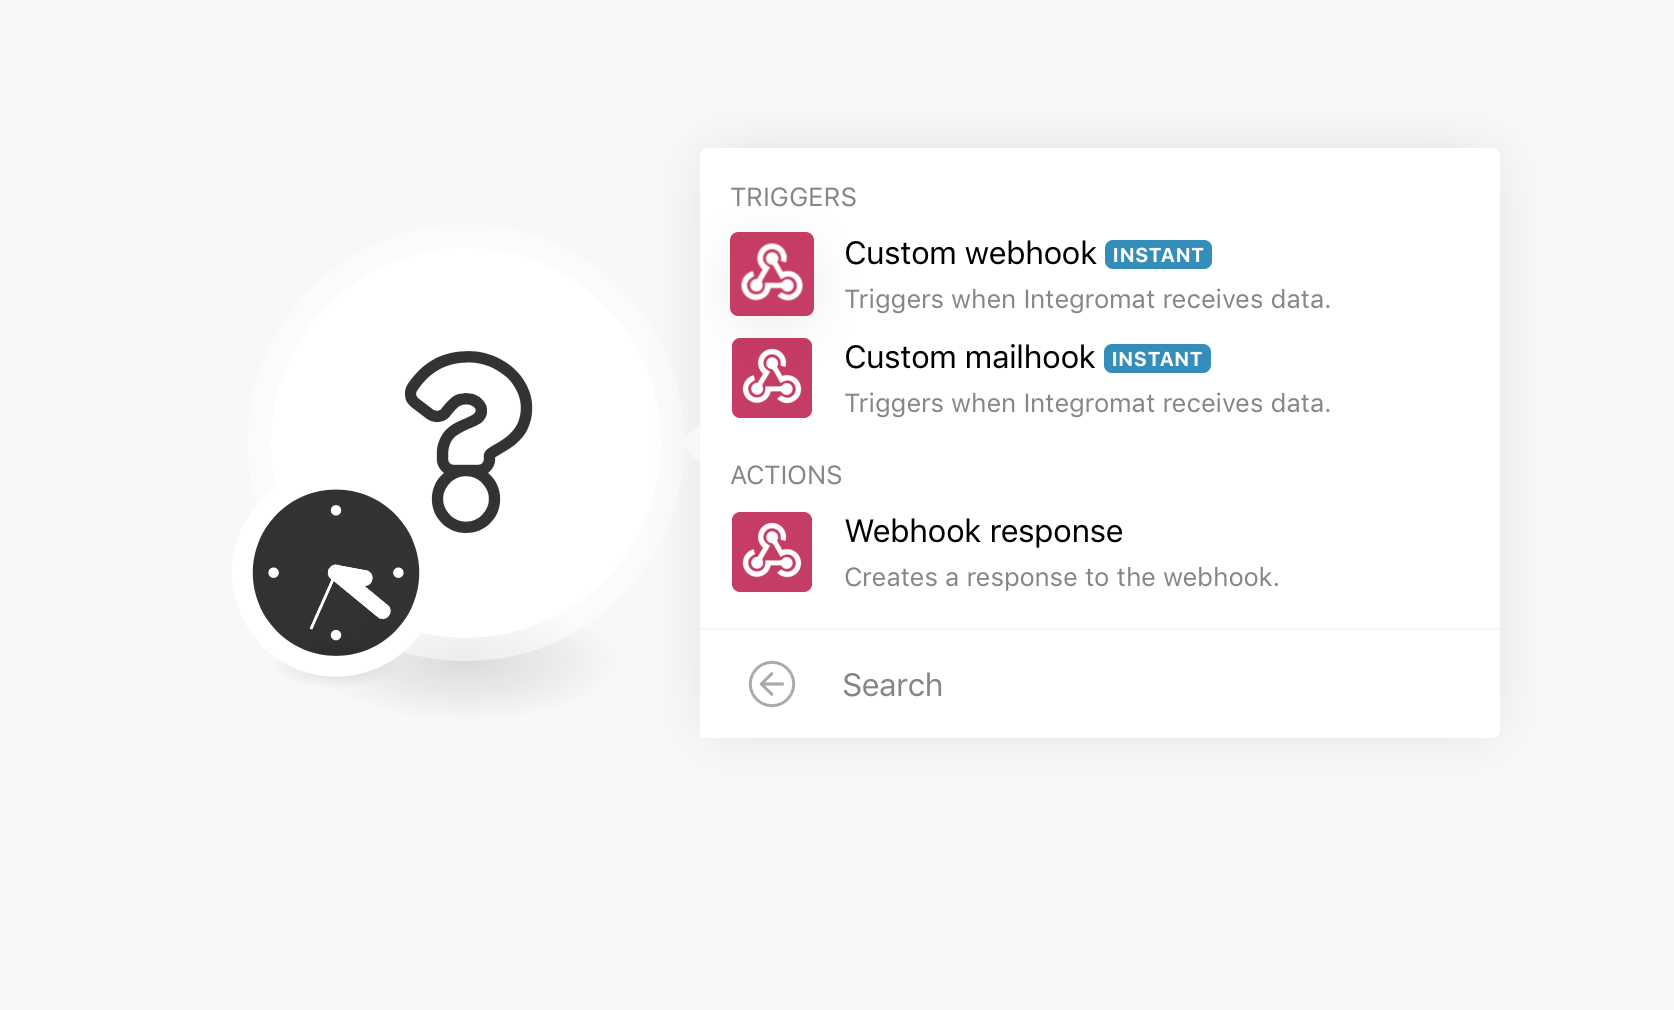 TRIGGERS
Custom webhook INSTANT
Triggers when Integromat receives data.
Custom mailhook INSTANT
Triggers when Integromat receives data.
ACTIONS
Webhook response
Creates a response to the webhook.
Search